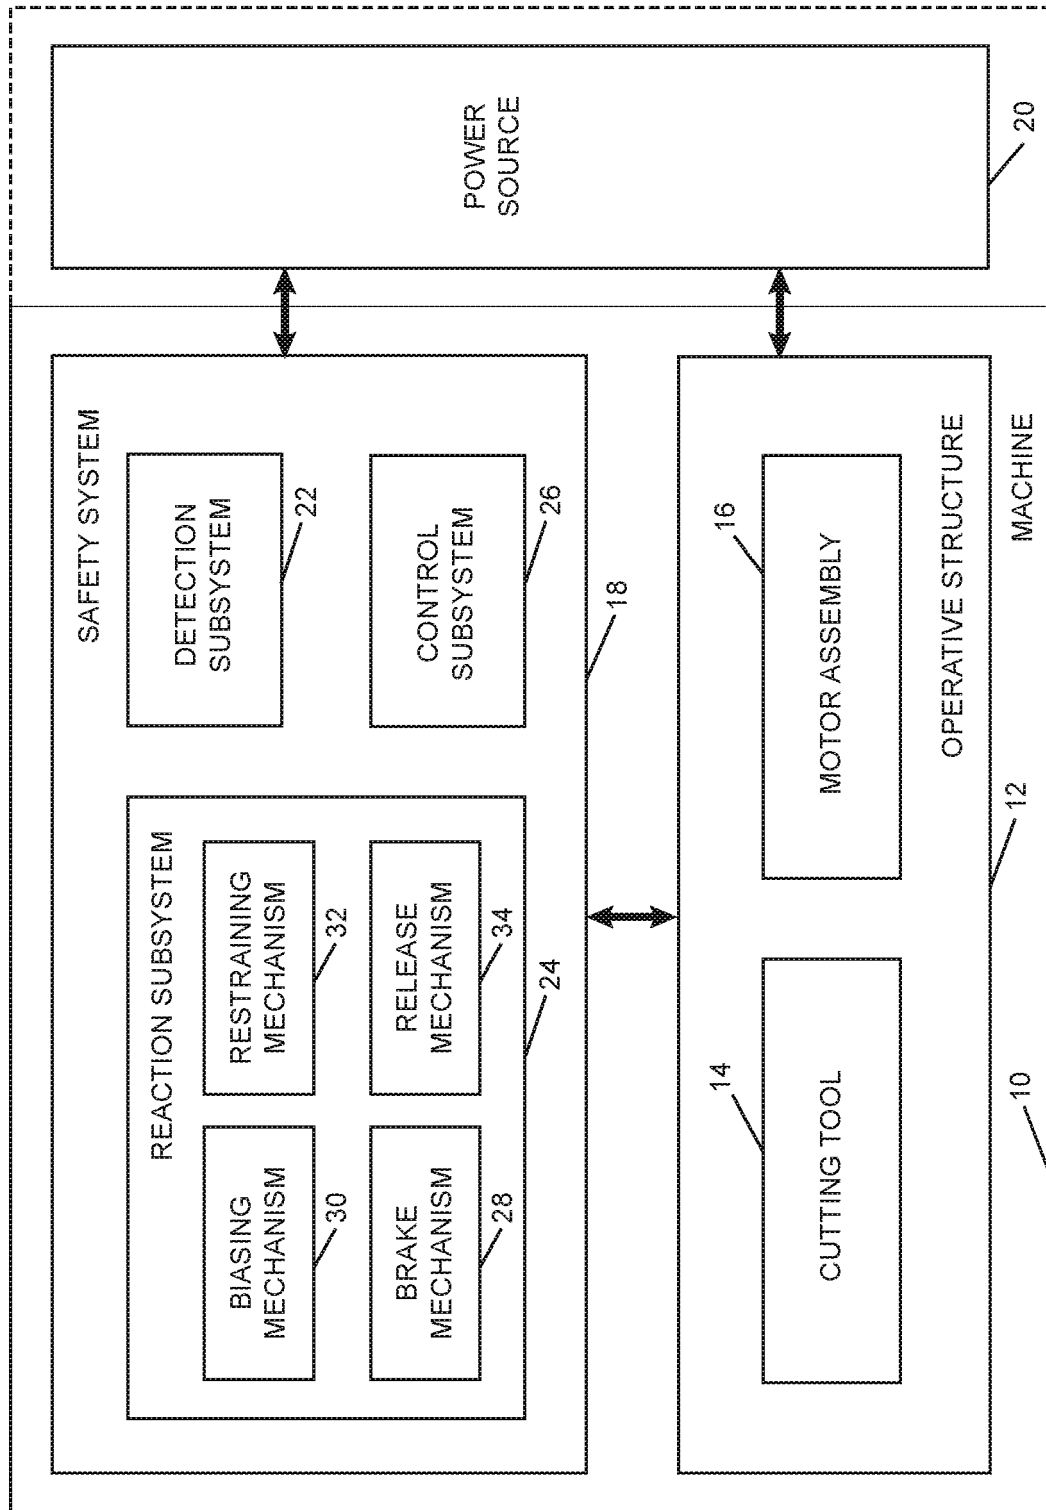 SAFETY SYSTEM
REACTION SUBSYSTEM
BIASING
MECHANISM
30
RESTRAINING
MECHANISM
32
BRAKE
MECHANISM
28
RELEASE
MECHANISM
34
24
DETECTION
SUBSYSTEM
22
CONTROL
SUBSYSTEM
26
18
POWER
SOURCE
20
14
CUTTING TOOL
16
MOTOR ASSEMBLY
OPERATIVE STRUCTURE
12
MACHINE
10